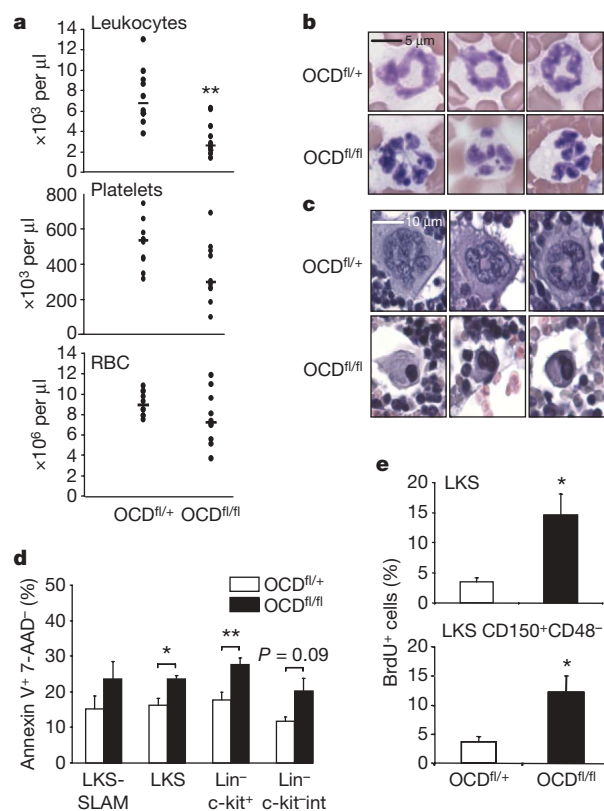 a
Leukocytes
×10³ per µl
14
12
10
8
6
4
2
0
**
Platelets
×10³ per µl
800
600
400
200
RBC
×10⁶ per µl
14
12
10
8
6
4
2
0
OCDfl/+ OCDfl/fl
b
5 µm
OCDfl/+
OCDfl/fl
c
10 µm
OCDfl/+
OCDfl/fl
d
Annexin V⁺ 7-AAD⁻ (%)
50
40
30
20
10
0
OCDfl/+
OCDfl/fl
*
**
P = 0.09
LKS-SLAM
LKS
Lin⁻ c-kit⁺
Lin⁻ c-kit⁻int
e
BrdU⁺ cells (%)
LKS
20
15
10
5
0
*
LKS CD150⁺CD48⁻
20
15
10
5
0
*
OCDfl/+ OCDfl/fl